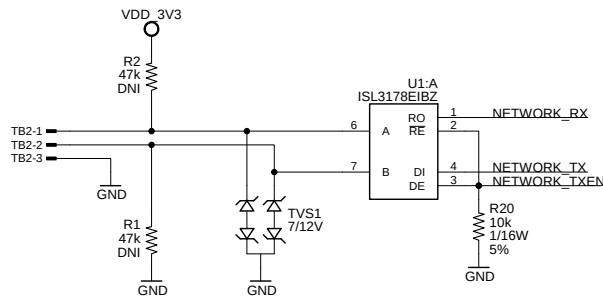 VDD_3V3
R2
47k
DNI
U1:A
ISL3178EIBZ
RO
1
NETWORK_RX
TB2-1
6
A
RE
2
TB2-2
TB2-3
7
B
DI
4
NETWORK_TX
DE
3
NETWORK_TXEN
GND
R1
47k
DNI
TVS1
7/12V
R20
10k
1/16W
5%
GND
GND
GND